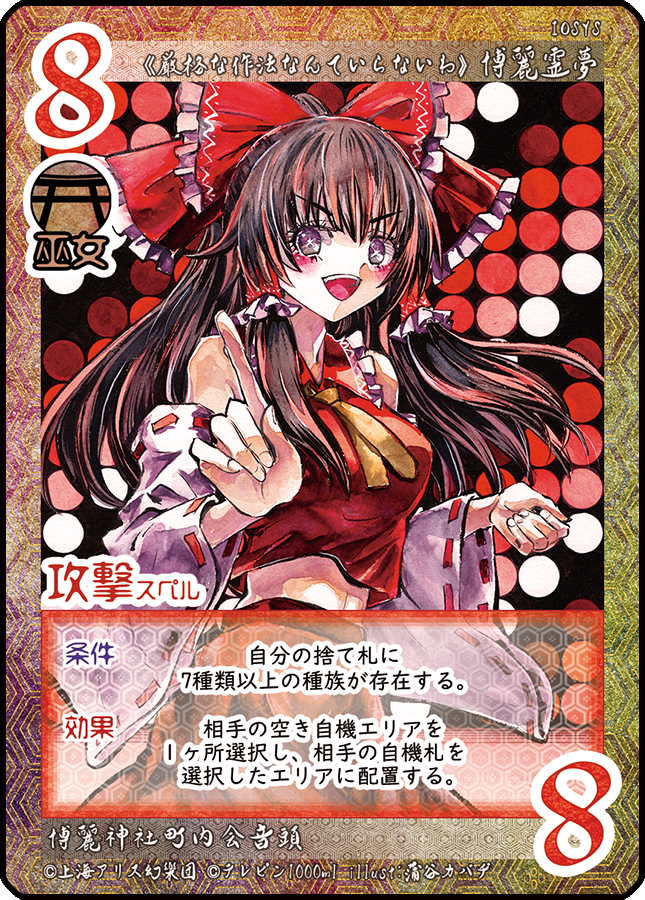 IOSYS
8
《厳格な作法なんていらないわ》 博麗霊夢
巫女
攻撃スペル
条件
自分の捨て札に
7種類以上の種族が存在する。
効果
相手の空き自機エリアを
1ヶ所選択し、相手の自機札を
選択したエリアに配置する。
8
博麗神社町内会音頭
©上海アリス幻樂団 ©テレピン1000ml illust:蒲谷カバヂ